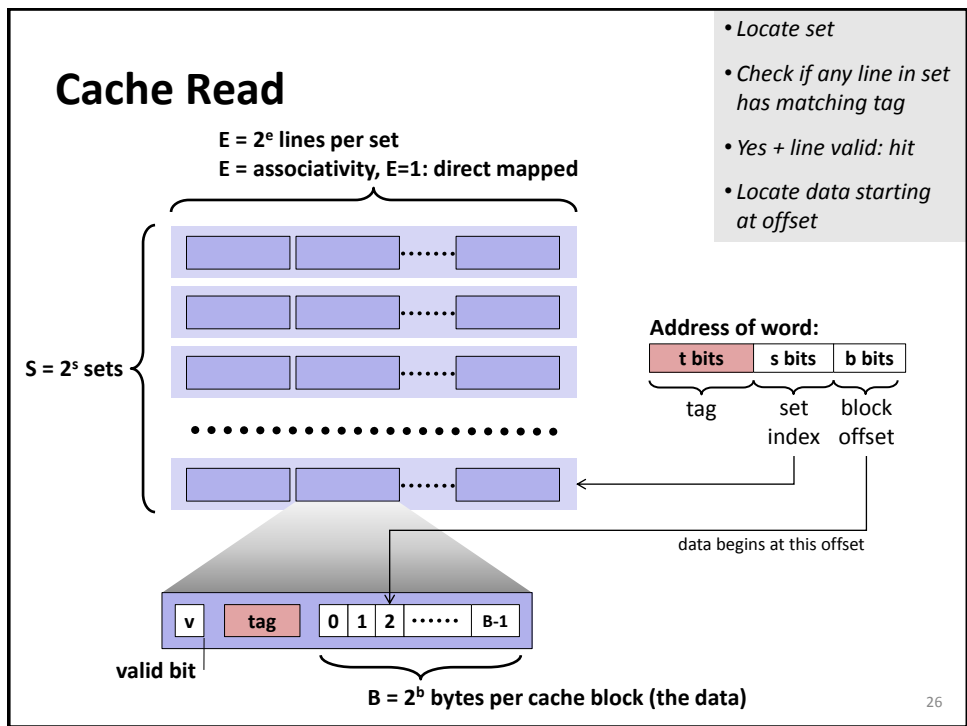 Cache Read
• Locate set
• Check if any line in set
has matching tag
• Yes + line valid: hit
• Locate data starting
at offset
E = 2ᵉ lines per set
E = associativity, E=1: direct mapped
S = 2ˢ sets
Address of word:
t bits s bits b bits
tag set block
index offset
data begins at this offset
v tag 0 1 2 •••••• B-1
valid bit
B = 2ᵇ bytes per cache block (the data)
26